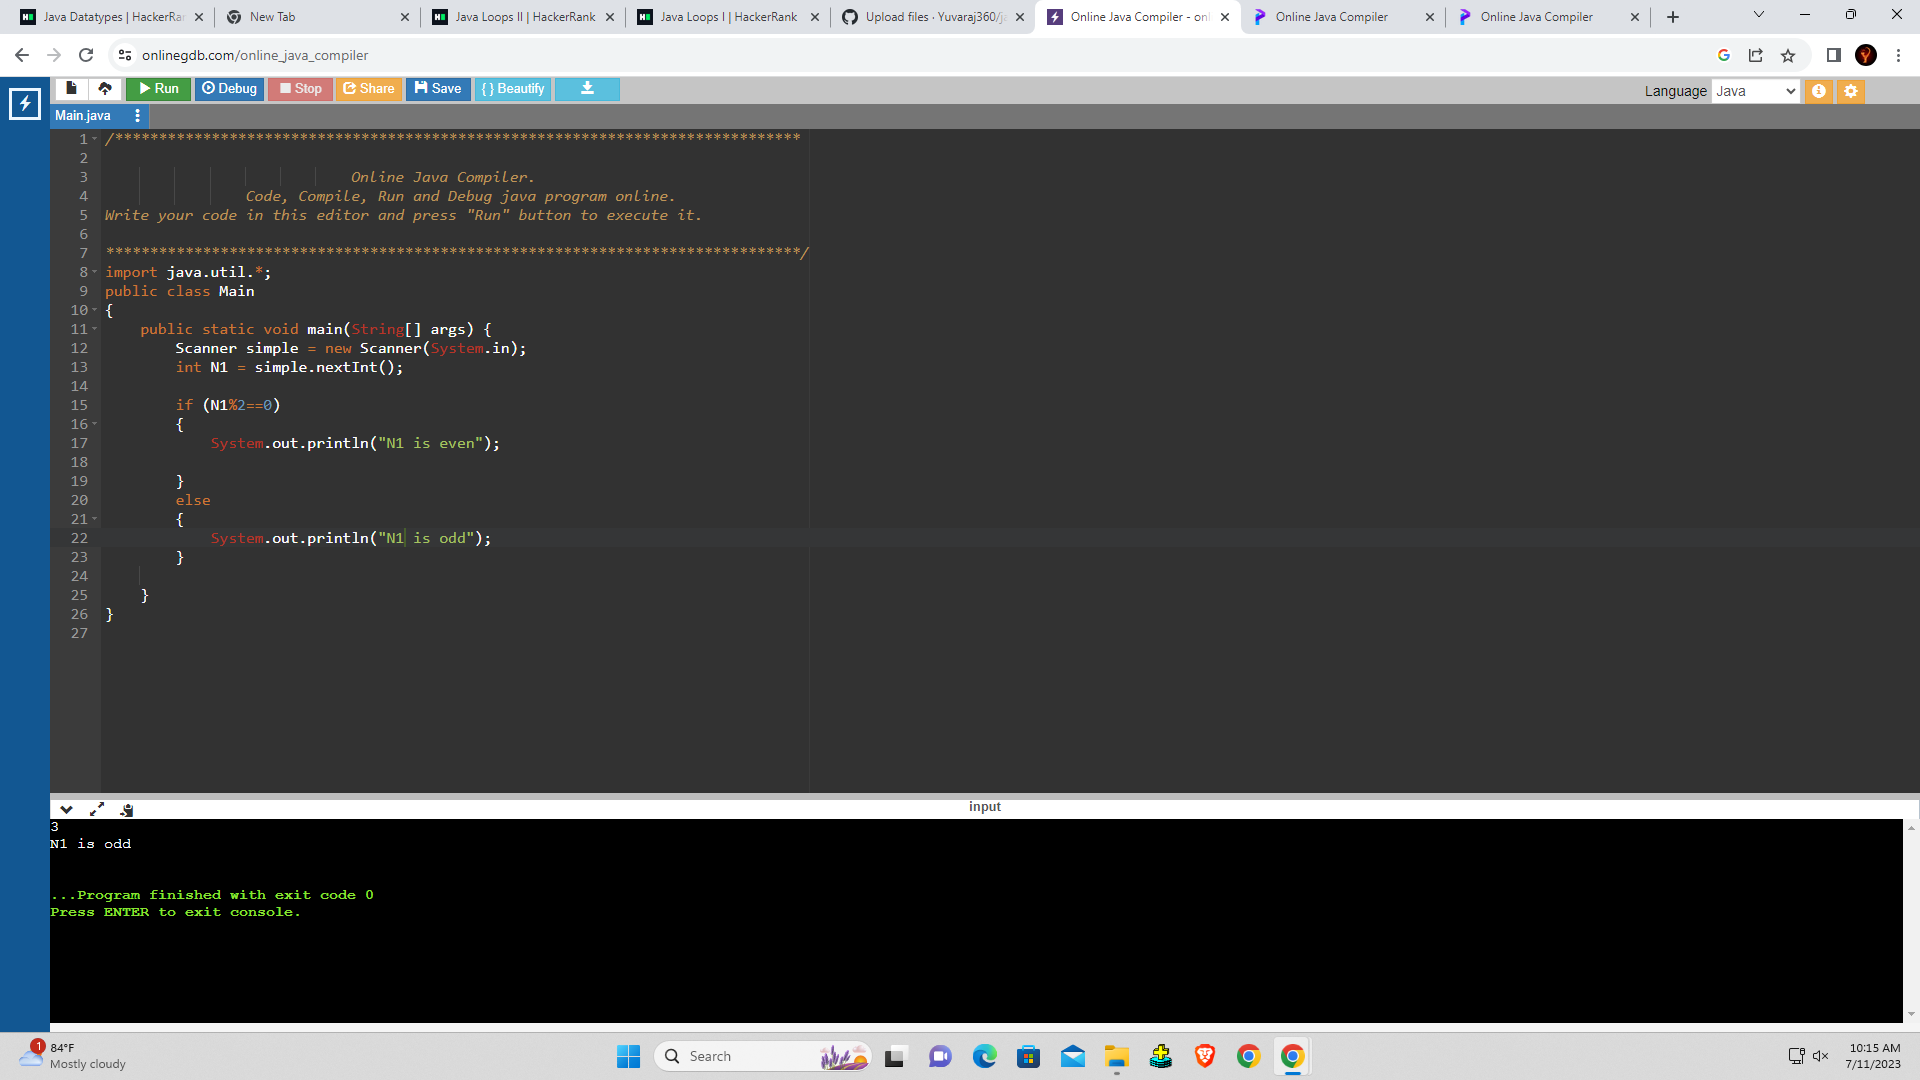 Java Datatypes | HackerRan
New Tab
Java Loops II | HackerRank
Java Loops I | HackerRank
Upload files · Yuvaraj360/ja
Online Java Compiler - onl
Online Java Compiler
Online Java Compiler
onlinegdb.com/online_java_compiler
Run
Debug
Stop
Share
Save
{ } Beautify
Language
Java
Main.java
1 /******************************************************************************
2
3 Online Java Compiler.
4 Code, Compile, Run and Debug java program online.
5 Write your code in this editor and press "Run" button to execute it.
6
7 *******************************************************************************/
8 import java.util.*;
9 public class Main
10 {
11 public static void main(String[] args) {
12 Scanner simple = new Scanner(System.in);
13 int N1 = simple.nextInt();
14
15 if (N1%2==0)
16 {
17 System.out.println("N1 is even");
18
19 }
20 else
21 {
22 System.out.println("N1 is odd");
23 }
24
25 }
26 }
27
input
3
N1 is odd
...Program finished with exit code 0
Press ENTER to exit console.
1
84°F
Mostly cloudy
Search
10:15 AM
7/11/2023